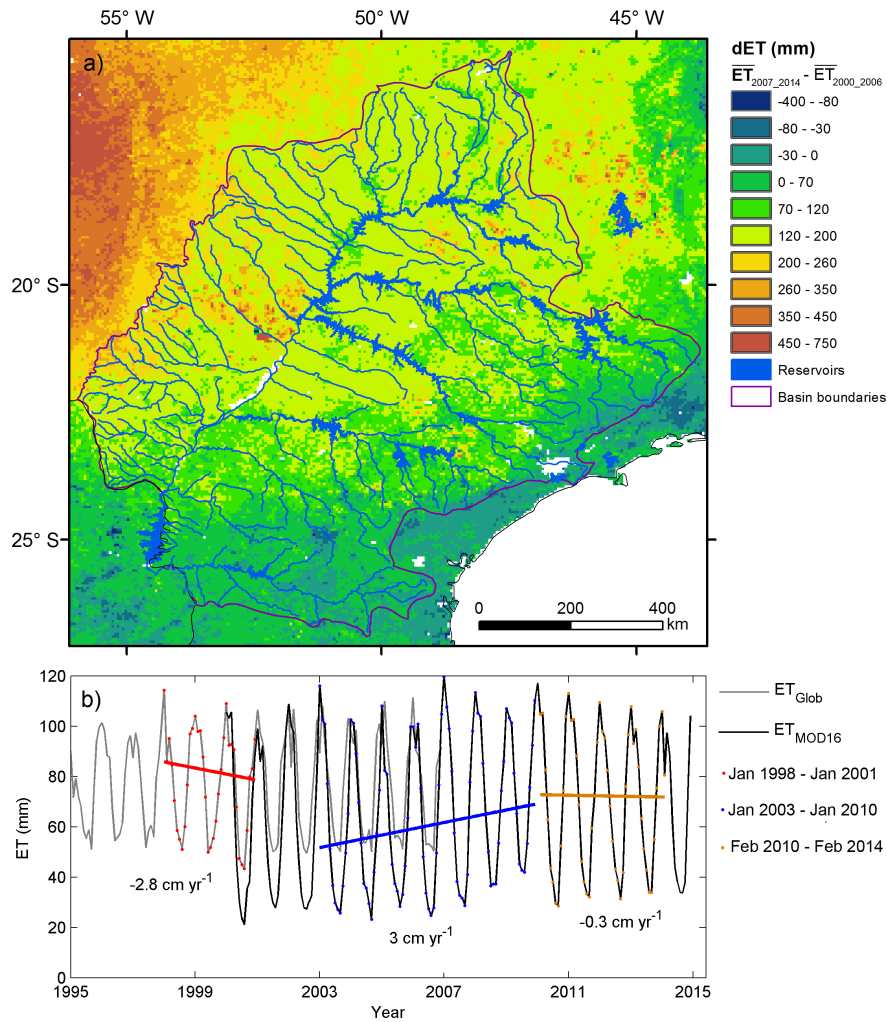 55° W 50° W 45° W
a)
20° S
25° S
0 200 400
km
dET (mm)
ET2007_2014 - ET2000_2006
-400 - -80
-80 - -30
-30 - 0
0 - 70
70 - 120
120 - 200
200 - 260
260 - 350
350 - 450
450 - 750
Reservoirs
Basin boundaries
b)
ET (mm)
120
100
80
60
40
20
0
-2.8 cm yr-1
3 cm yr-1
-0.3 cm yr-1
1995 1999 2003 2007 2011 2015
Year
ETGlob
ETMOD16
Jan 1998 - Jan 2001
Jan 2003 - Jan 2010
Feb 2010 - Feb 2014